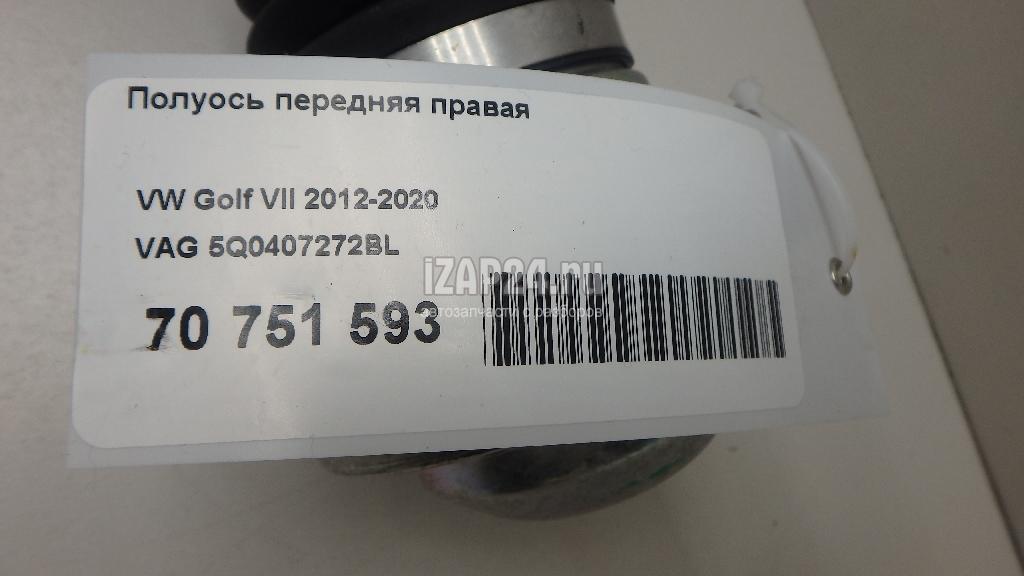 Полуось передняя правая
VW Golf VII 2012-2020
VAG 5Q0407272BL
iZAP24.ru
70 751 593
автозапчасти с разборов